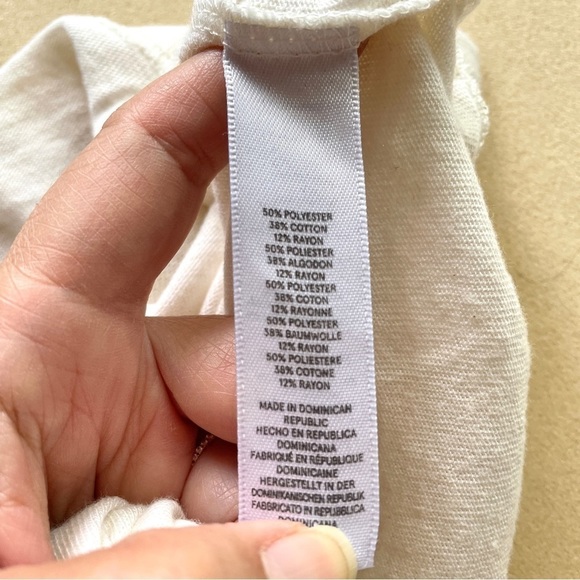 50% POLYESTER
38% COTTON
12% RAYON
50% POLIESTER
38% ALGODON
12% RAYON
50% POLYESTER
38% COTON
12% RAYONNE
50% POLYESTER
38% BAUMWOLLE
12% RAYON
50% POLIESTERE
38% COTONE
12% RAYON
MADE IN DOMINICAN
REPUBLIC
HECHO EN REPUBLICA
DOMINICANA
FABRIQUÉ EN RÉPUBLIQUE
DOMINICAINE
HERGESTELLT IN DER
DOMINIKANISCHEN REPUBLIK
FABBRICATO IN REPUBBLICA
DOMINICANA